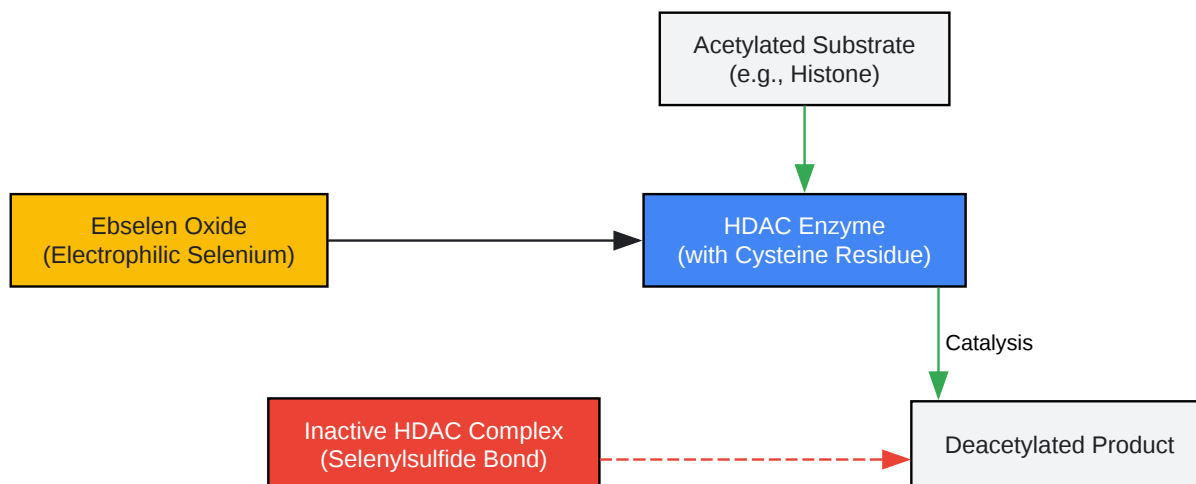 Acetylated Substrate
(e.g., Histone)
Ebselen Oxide
(Electrophilic Selenium)
HDAC Enzyme
(with Cysteine Residue)
Catalysis
Inactive HDAC Complex
(Selenylsulfide Bond)
Deacetylated Product